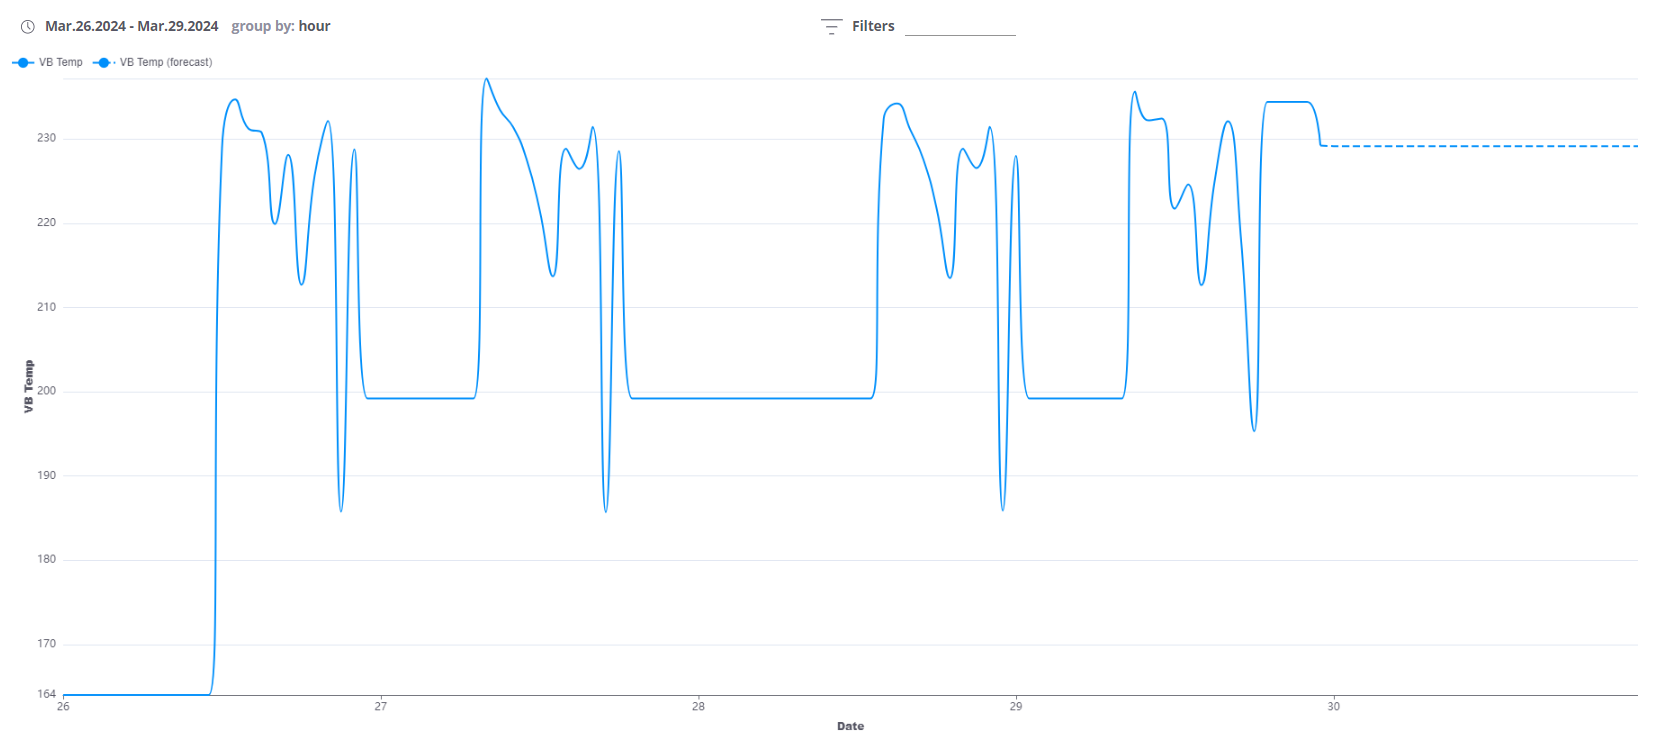 Mar.26.2024 - Mar.29.2024 group by: hour Filters
VB Temp VB Temp (forecast)
230
220
210
200
190
180
170
164
VB Temp
26 27 28 29 30
Date